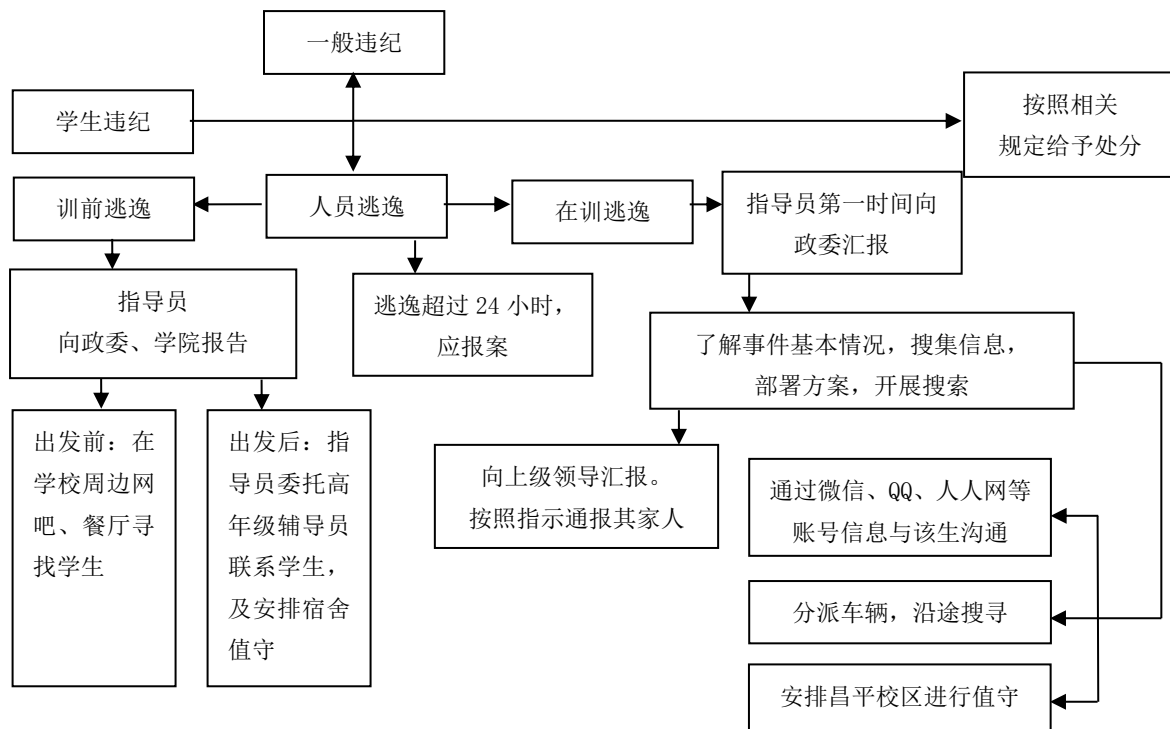 一般违纪
学生违纪
按照相关
规定给予处分
训前逃逸
人员逃逸
在训逃逸
指导员第一时间向
政委汇报
指导员
向政委、学院报告
逃逸超过 24 小时，
应报案
了解事件基本情况，搜集信息，
部署方案，开展搜索
出发前：在
学校周边网
吧、餐厅寻
找学生
出发后：指
导员委托高
年级辅导员
联系学生，
及安排宿舍
值守
向上级领导汇报。
按照指示通报其家人
通过微信、QQ、人人网等
账号信息与该生沟通
分派车辆，沿途搜寻
安排昌平校区进行值守